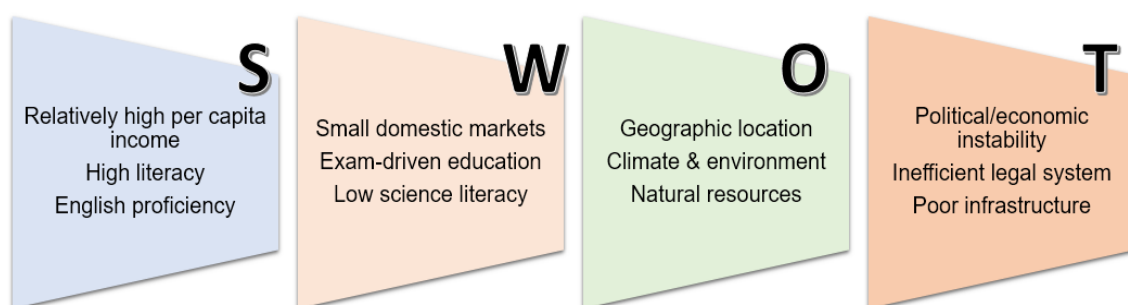 S
Relatively high per capita
income
High literacy
English proficiency
W
Small domestic markets
Exam-driven education
Low science literacy
O
Geographic location
Climate & environment
Natural resources
T
Political/economic
instability
Inefficient legal system
Poor infrastructure